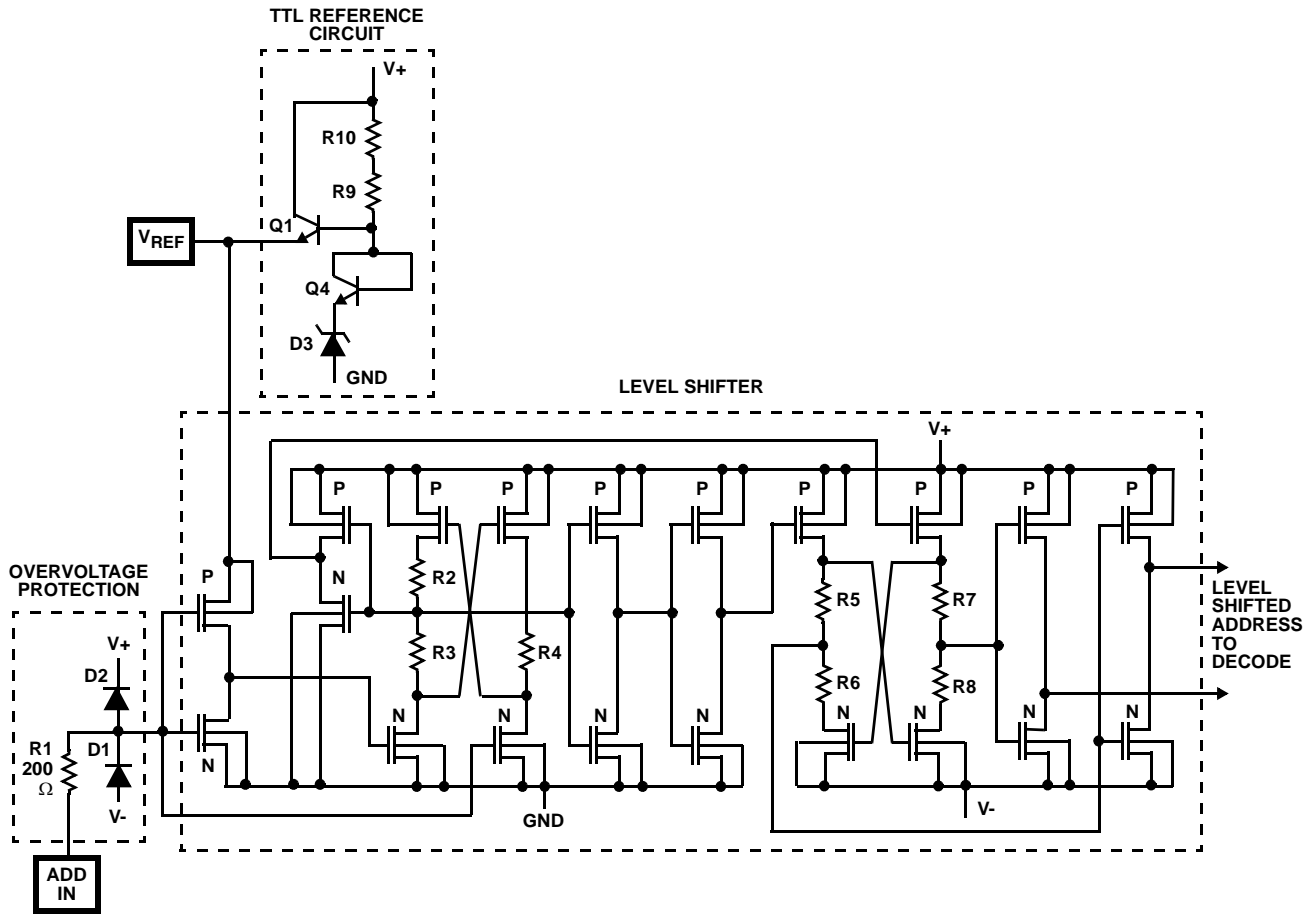 TTL REFERENCE
CIRCUIT
V+
R10
R9
Q1
VREF
Q4
D3
GND
LEVEL SHIFTER
V+
P P P P P P P P
OVERVOLTAGE
PROTECTION
P
N
R2
R5
R7
LEVEL
SHIFTED
ADDRESS
TO
DECODE
V+
R3
R4
D2
R6
R8
N N N N N N N N
R1
200
Ω
D1
N
V-
GND
V-
ADD
IN